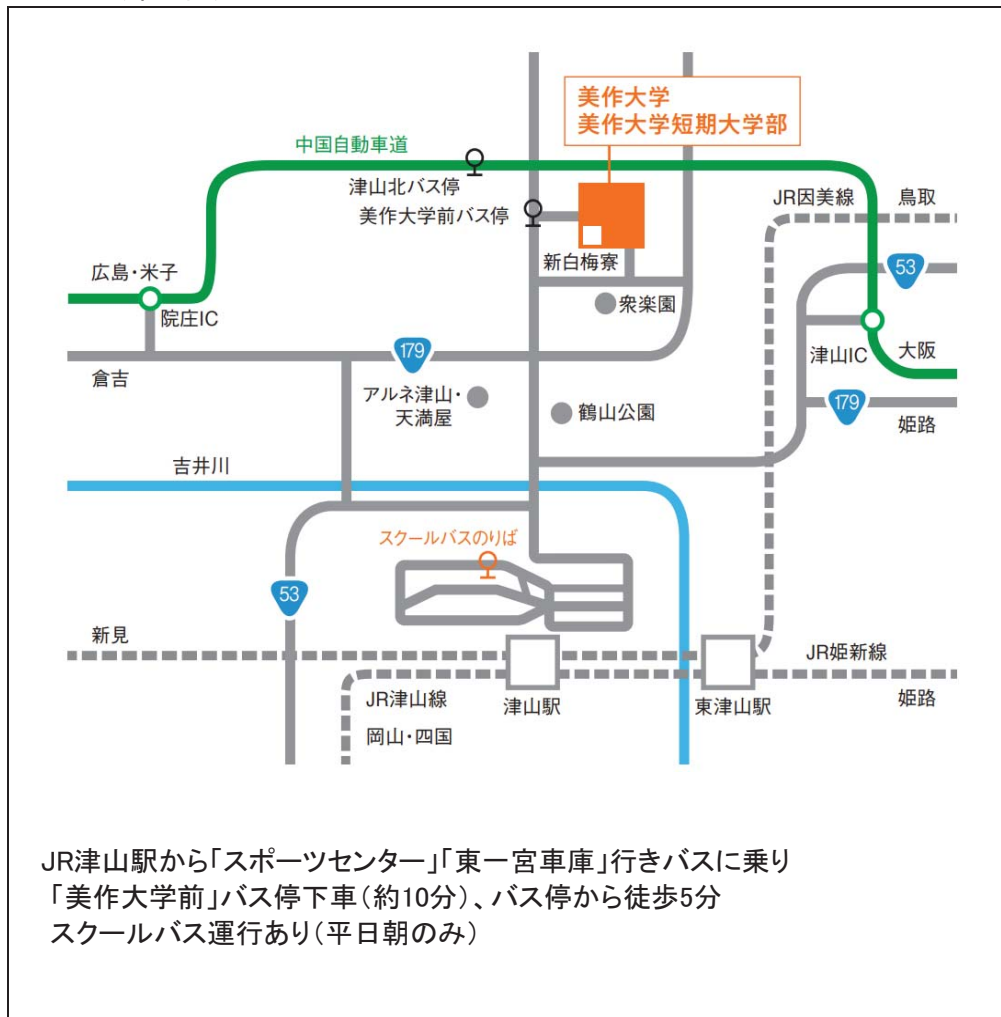 美作大学
美作大学短期大学部
中国自動車道
津山北バス停
美作大学前バス停
JR因美線
鳥取
新白梅寮
広島・米子
院庄IC
衆楽園
53
津山IC
大阪
179
倉吉
アルネ津山・
天満屋
鶴山公園
179
姫路
吉井川
スクールバスのりば
53
新見
JR姫新線
JR津山線
津山駅
東津山駅
姫路
岡山・四国
JR津山駅から「スポーツセンター」「東一宮車庫」行きバスに乗り
「美作大学前」バス停下車(約10分)、バス停から徒歩5分
スクールバス運行あり(平日朝のみ)